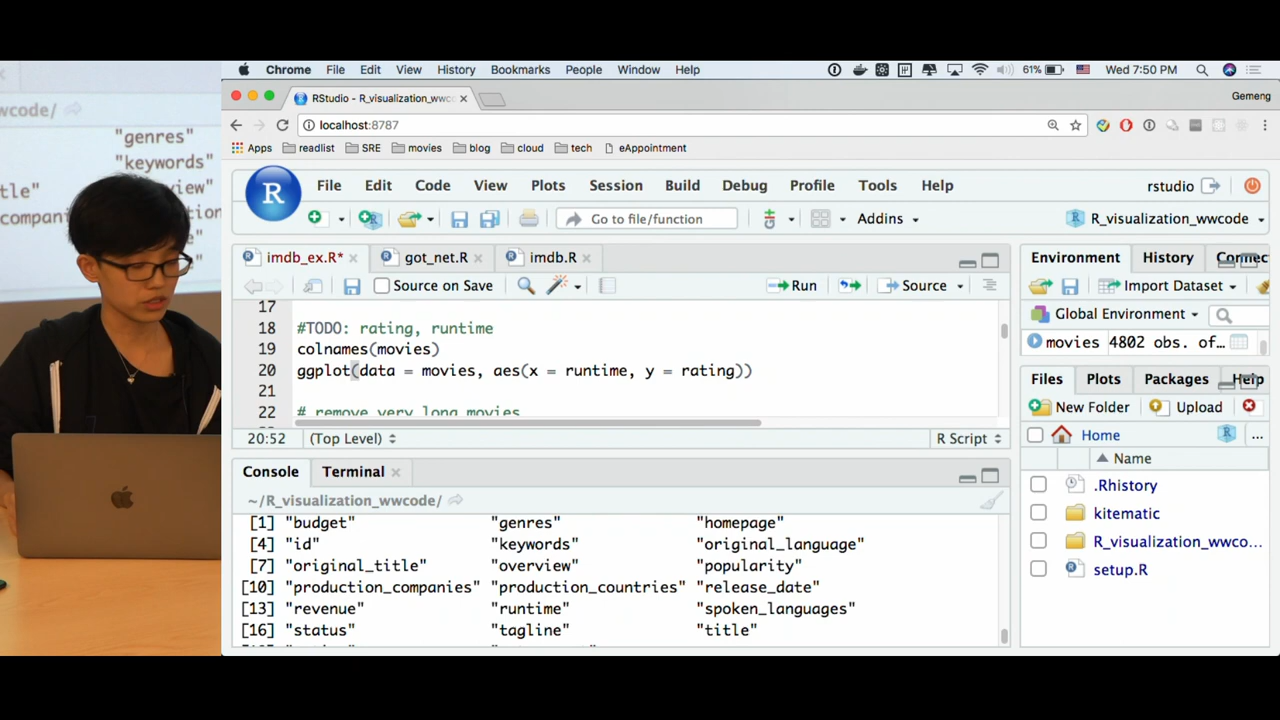 wcode/
"genres"
"keywords"
tle"
view"
compani
tion
Chrome File Edit View History Bookmarks People Window Help 61% Wed 7:50 PM
RStudio - R_visualization_wwc
Gemeng
localhost:8787
Apps readlist SRE movies blog cloud tech eAppointment
R File Edit Code View Plots Session Build Debug Profile Tools Help rstudio
Go to file/function Addins R_visualization_wwcode
imdb_ex.R* got_net.R imdb.R
Source on Save Run Source
17
18 #TODO: rating, runtime
19 colnames(movies)
20 ggplot(data = movies, aes(x = runtime, y = rating))
21
22 # remove very long movies
20:52 (Top Level) R Script
Console Terminal
~/R_visualization_wwcode/
[1] "budget" "genres" "homepage"
[4] "id" "keywords" "original_language"
[7] "original_title" "overview" "popularity"
[10] "production_companies" "production_countries" "release_date"
[13] "revenue" "runtime" "spoken_languages"
[16] "status" "tagline" "title"
Environment History Connec
Import Dataset
Global Environment
movies 4802 obs. of…
Files Plots Packages Help
New Folder Upload
Home ...
Name
.Rhistory
kitematic
R_visualization_wwco...
setup.R